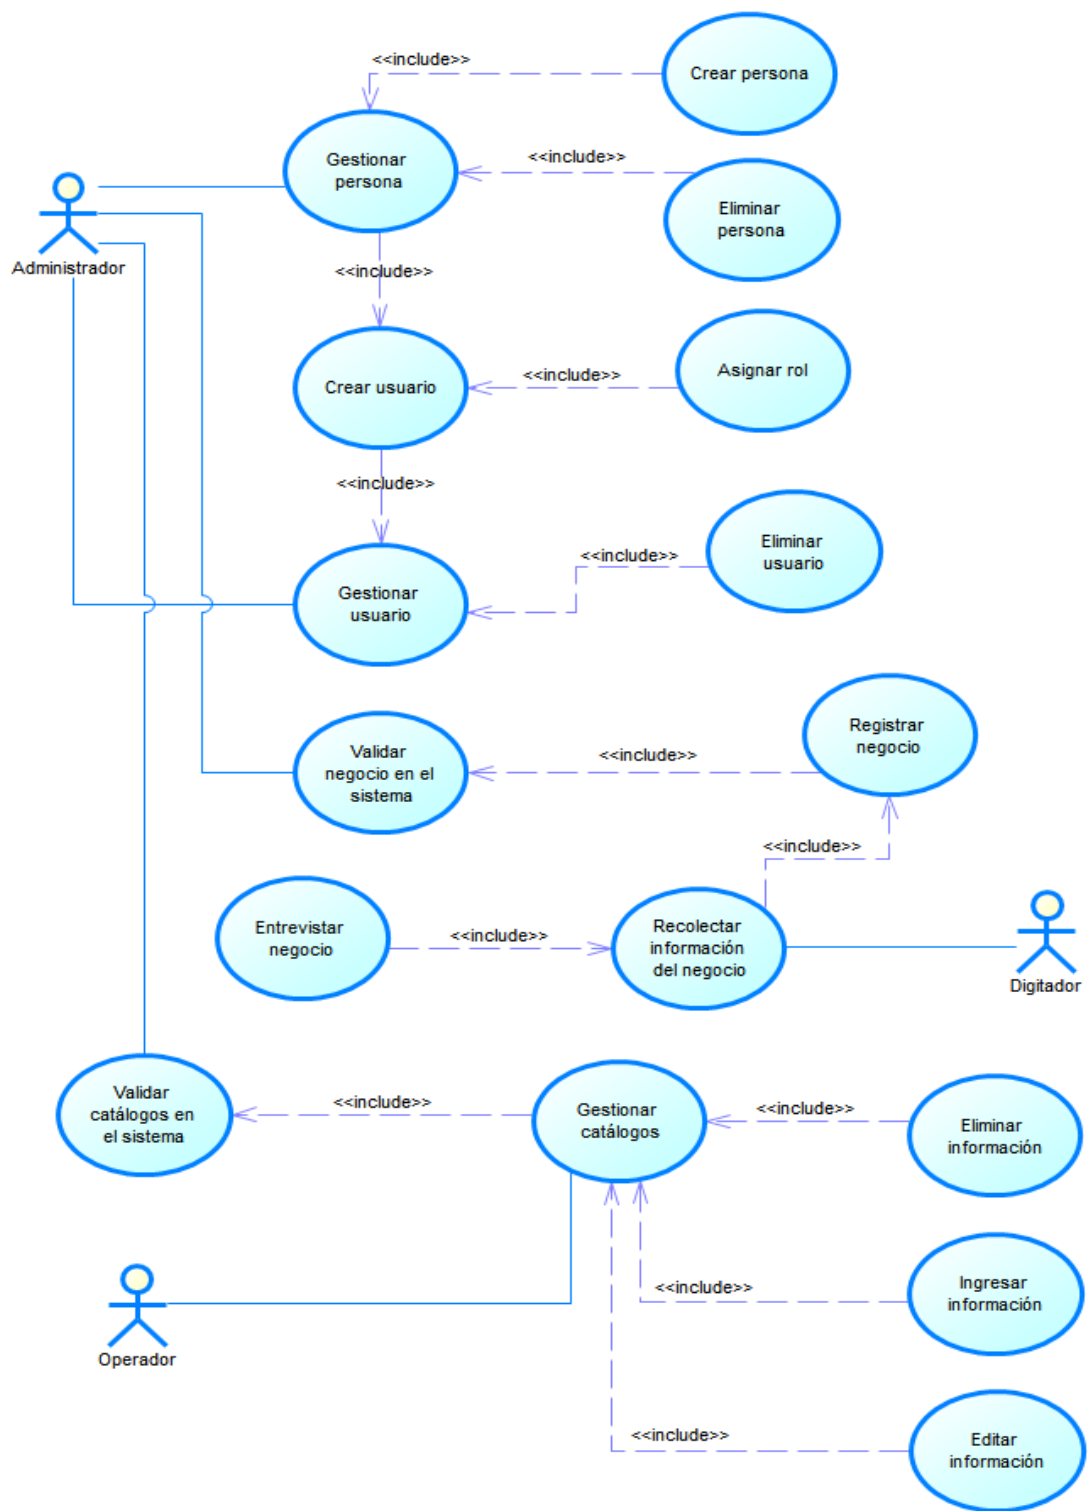 <<include>>
Crear persona
Gestionar
persona
<<include>>
Eliminar
persona
Administrador
<<include>>
Crear usuario
<<include>>
Asignar rol
<<include>>
Gestionar
usuario
<<include>>
Eliminar
usuario
Validar
negocio en el
sistema
<<include>>
Registrar
negocio
<<include>>
Entrevistar
negocio
<<include>>
Recolectar
información
del negocio
Digitador
Validar
catálogos en
el sistema
<<include>>
Gestionar
catálogos
<<include>>
Eliminar
información
<<include>>
Ingresar
información
Operador
<<include>>
Editar
información